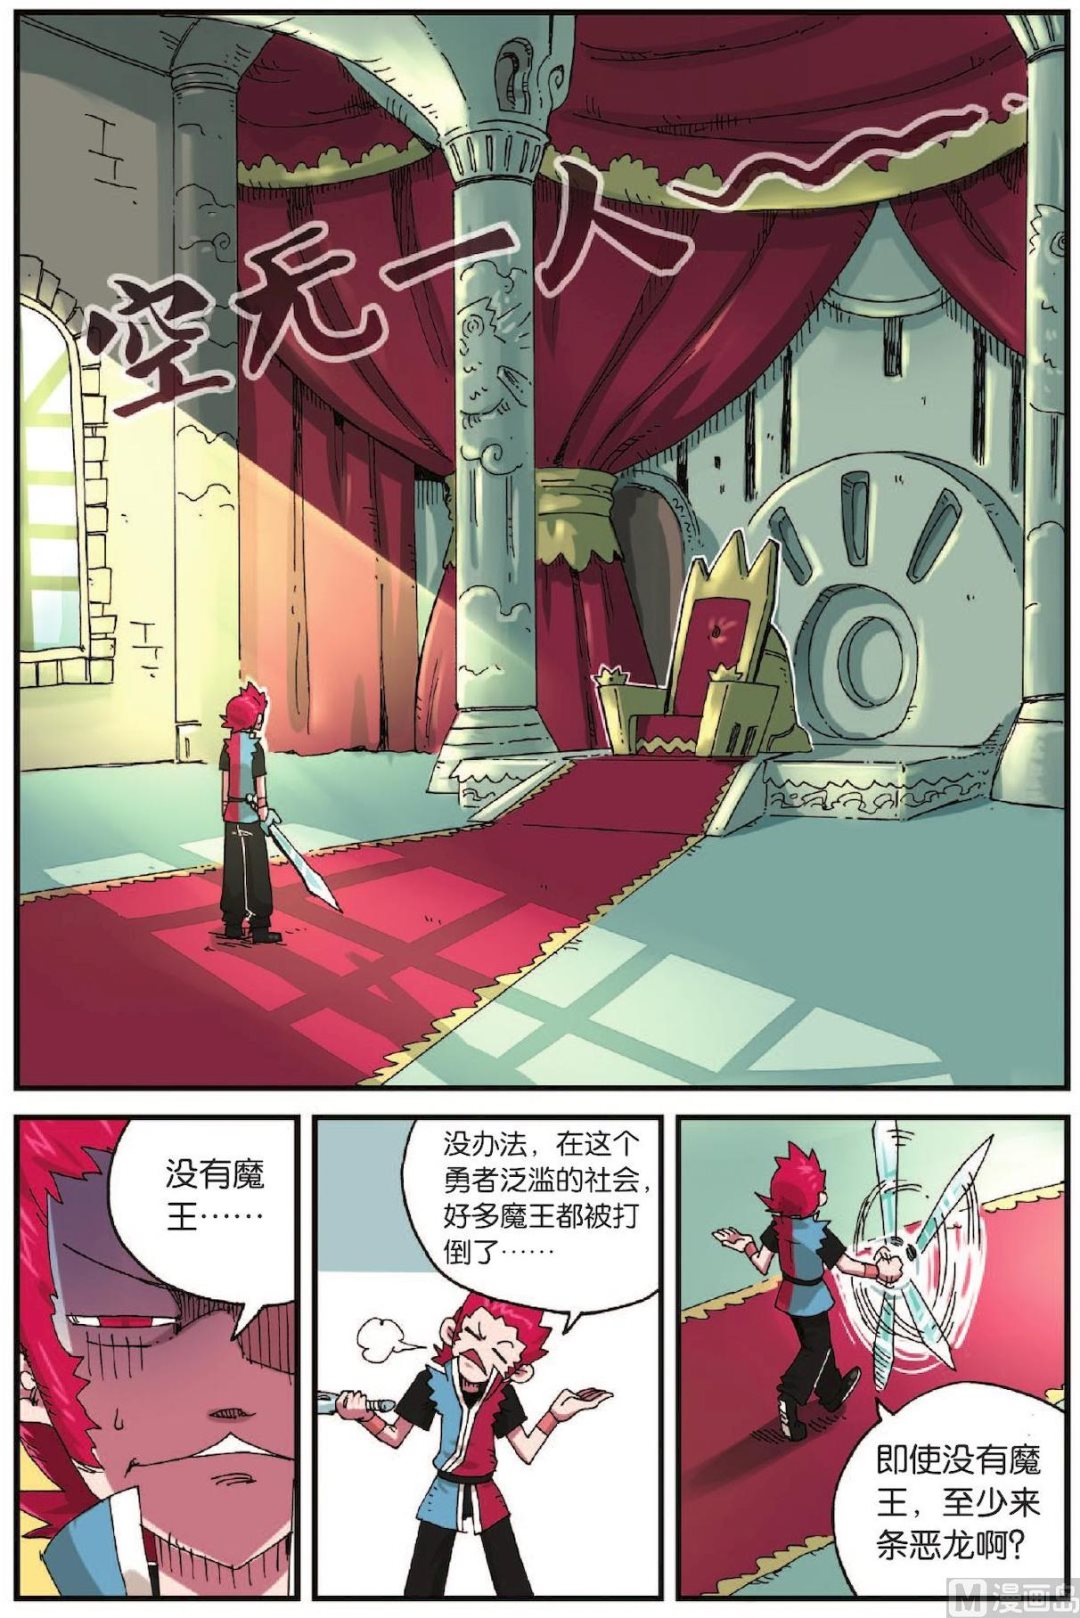 空无一人～
没有魔
王……
没办法，在这个
勇者泛滥的社会，
好多魔王都被打
倒了……
即使没有魔
王，至少来
条恶龙啊？
M 漫画岛